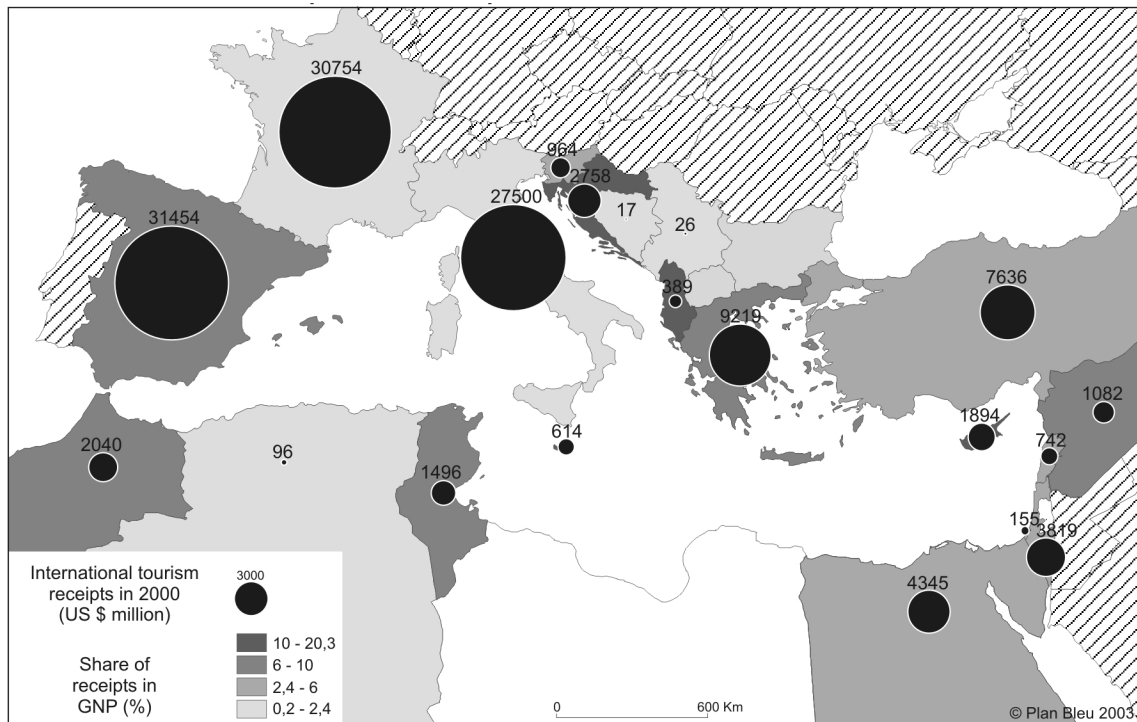 30754
964
2758
27500
31454
17
26
389
7636
9219
1082
1894
614
742
2040
96
1496
155
3819
4345
International tourism
receipts in 2000
(US $ million)
3000
Share of
receipts in
GNP (%)
10 - 20,3
6 - 10
2,4 - 6
0,2 - 2,4
0 600 Km
© Plan Bleu 2003